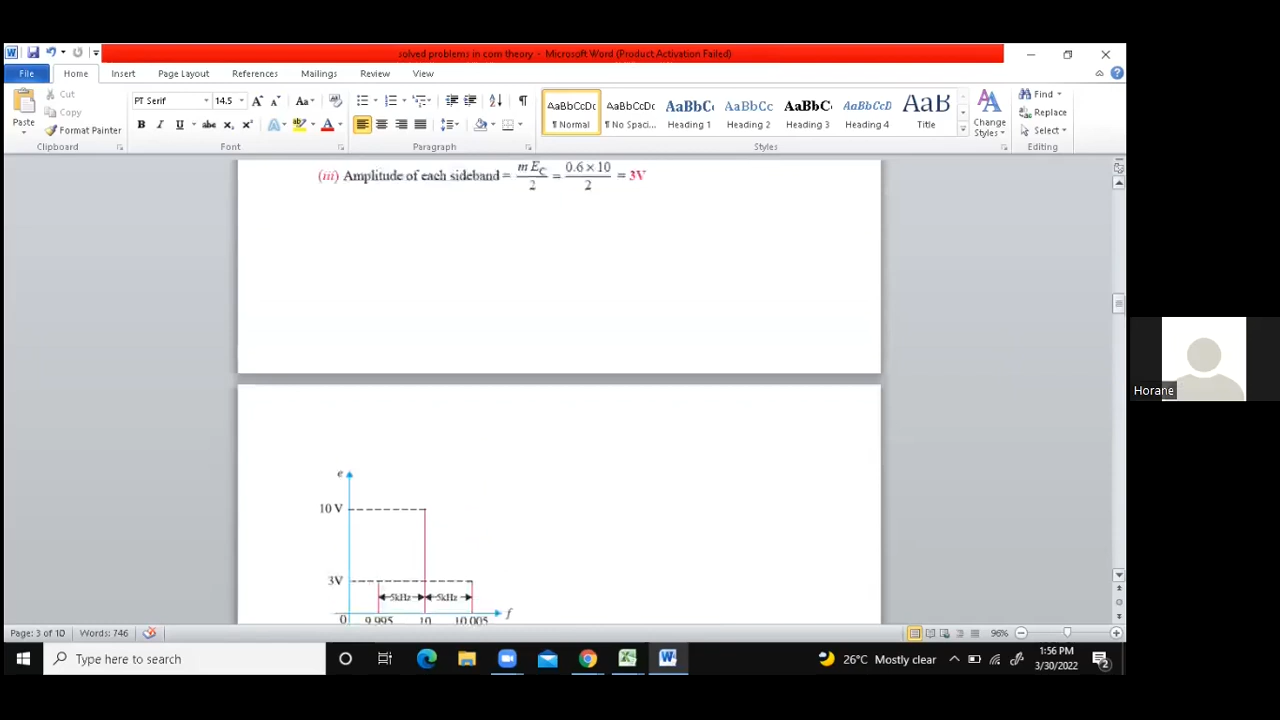 solved problems in com theory - Microsoft Word (Product Activation Failed)
File Home Insert Page Layout References Mailings Review View
Paste
Cut
Copy
Format Painter
Clipboard
PT Serif 14.5
Font
Paragraph
AaBbCcDc AaBbCcDc AaBbC AaBbCc AaBbC AaBbCcD AaB
¶ Normal ¶ No Spaci... Heading 1 Heading 2 Heading 3 Heading 4 Title
Change Styles
Styles
Find
Replace
Select
Editing
(iii) Amplitude of each sideband = m E_C / 2 = 0.6 × 10 / 2 = 3V
e
10 V
3V
5kHz 5kHz
0 9.995 10 10.005 f
Horane
Page: 3 of 10 Words: 746 96%
Type here to search
26°C Mostly clear
1:56 PM
3/30/2022
2